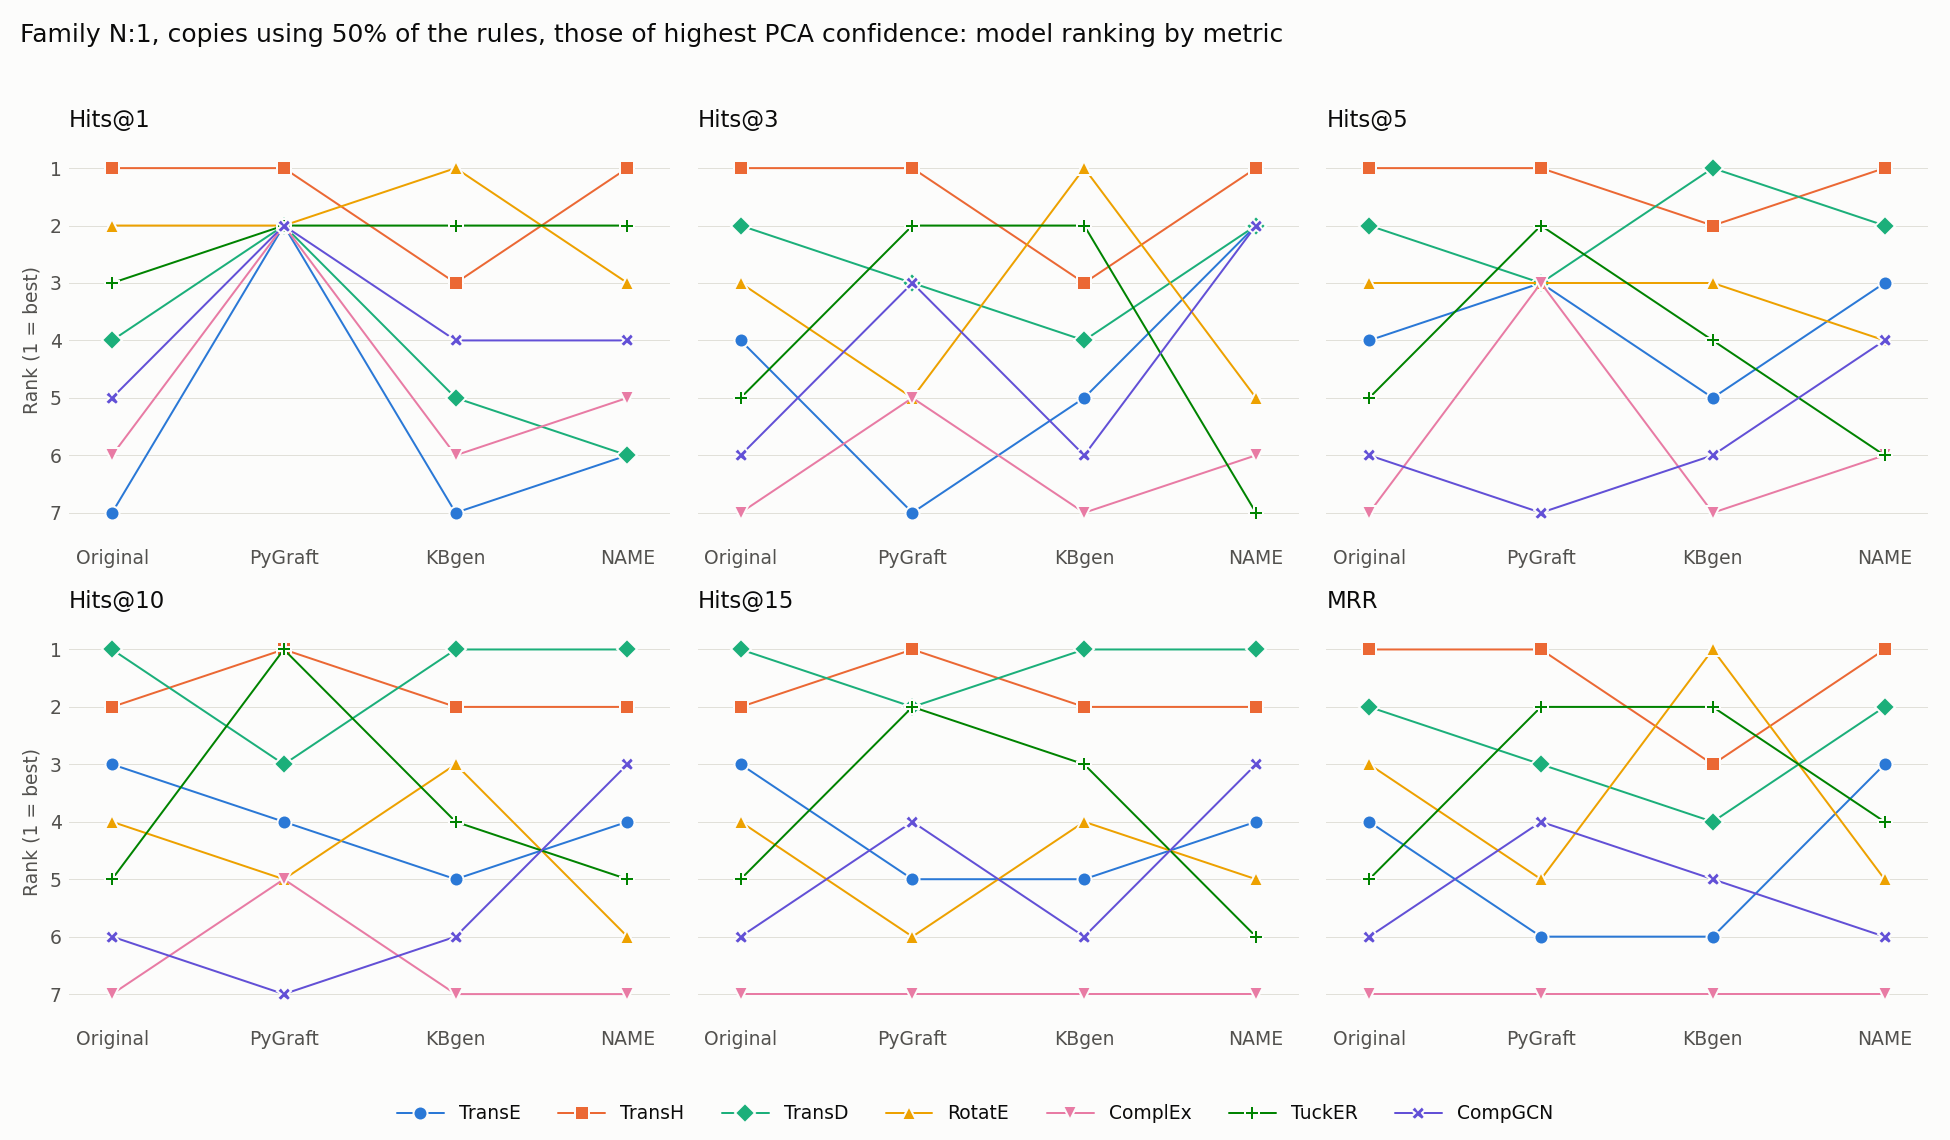 Family N:1, copies using 50% of the rules, those of highest PCA confidence: model ranking by metric
Hits@1
Hits@3
Hits@5
Rank (1 = best)
1
2
3
4
5
6
7
Original PyGraft KBgen NAME
Original PyGraft KBgen NAME
Original PyGraft KBgen NAME
Hits@10
Hits@15
MRR
Rank (1 = best)
1
2
3
4
5
6
7
Original PyGraft KBgen NAME
Original PyGraft KBgen NAME
Original PyGraft KBgen NAME
TransE TransH TransD RotatE ComplEx TuckER CompGCN